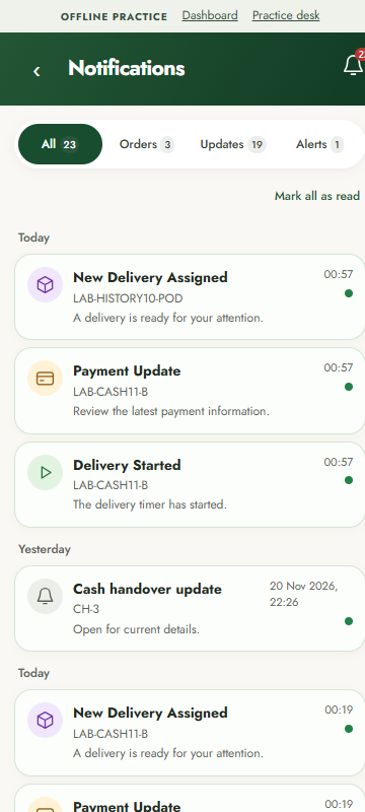 OFFLINE PRACTICE Dashboard Practice desk
Notifications
All 23 Orders 3 Updates 19 Alerts 1
Mark all as read
Today
New Delivery Assigned 00:57
LAB-HISTORY10-POD
A delivery is ready for your attention.
Payment Update 00:57
LAB-CASH11-B
Review the latest payment information.
Delivery Started 00:57
LAB-CASH11-B
The delivery timer has started.
Yesterday
Cash handover update 20 Nov 2026,
22:26
CH-3
Open for current details.
Today
New Delivery Assigned 00:19
LAB-CASH11-B
A delivery is ready for your attention.
Payment Update 00:19